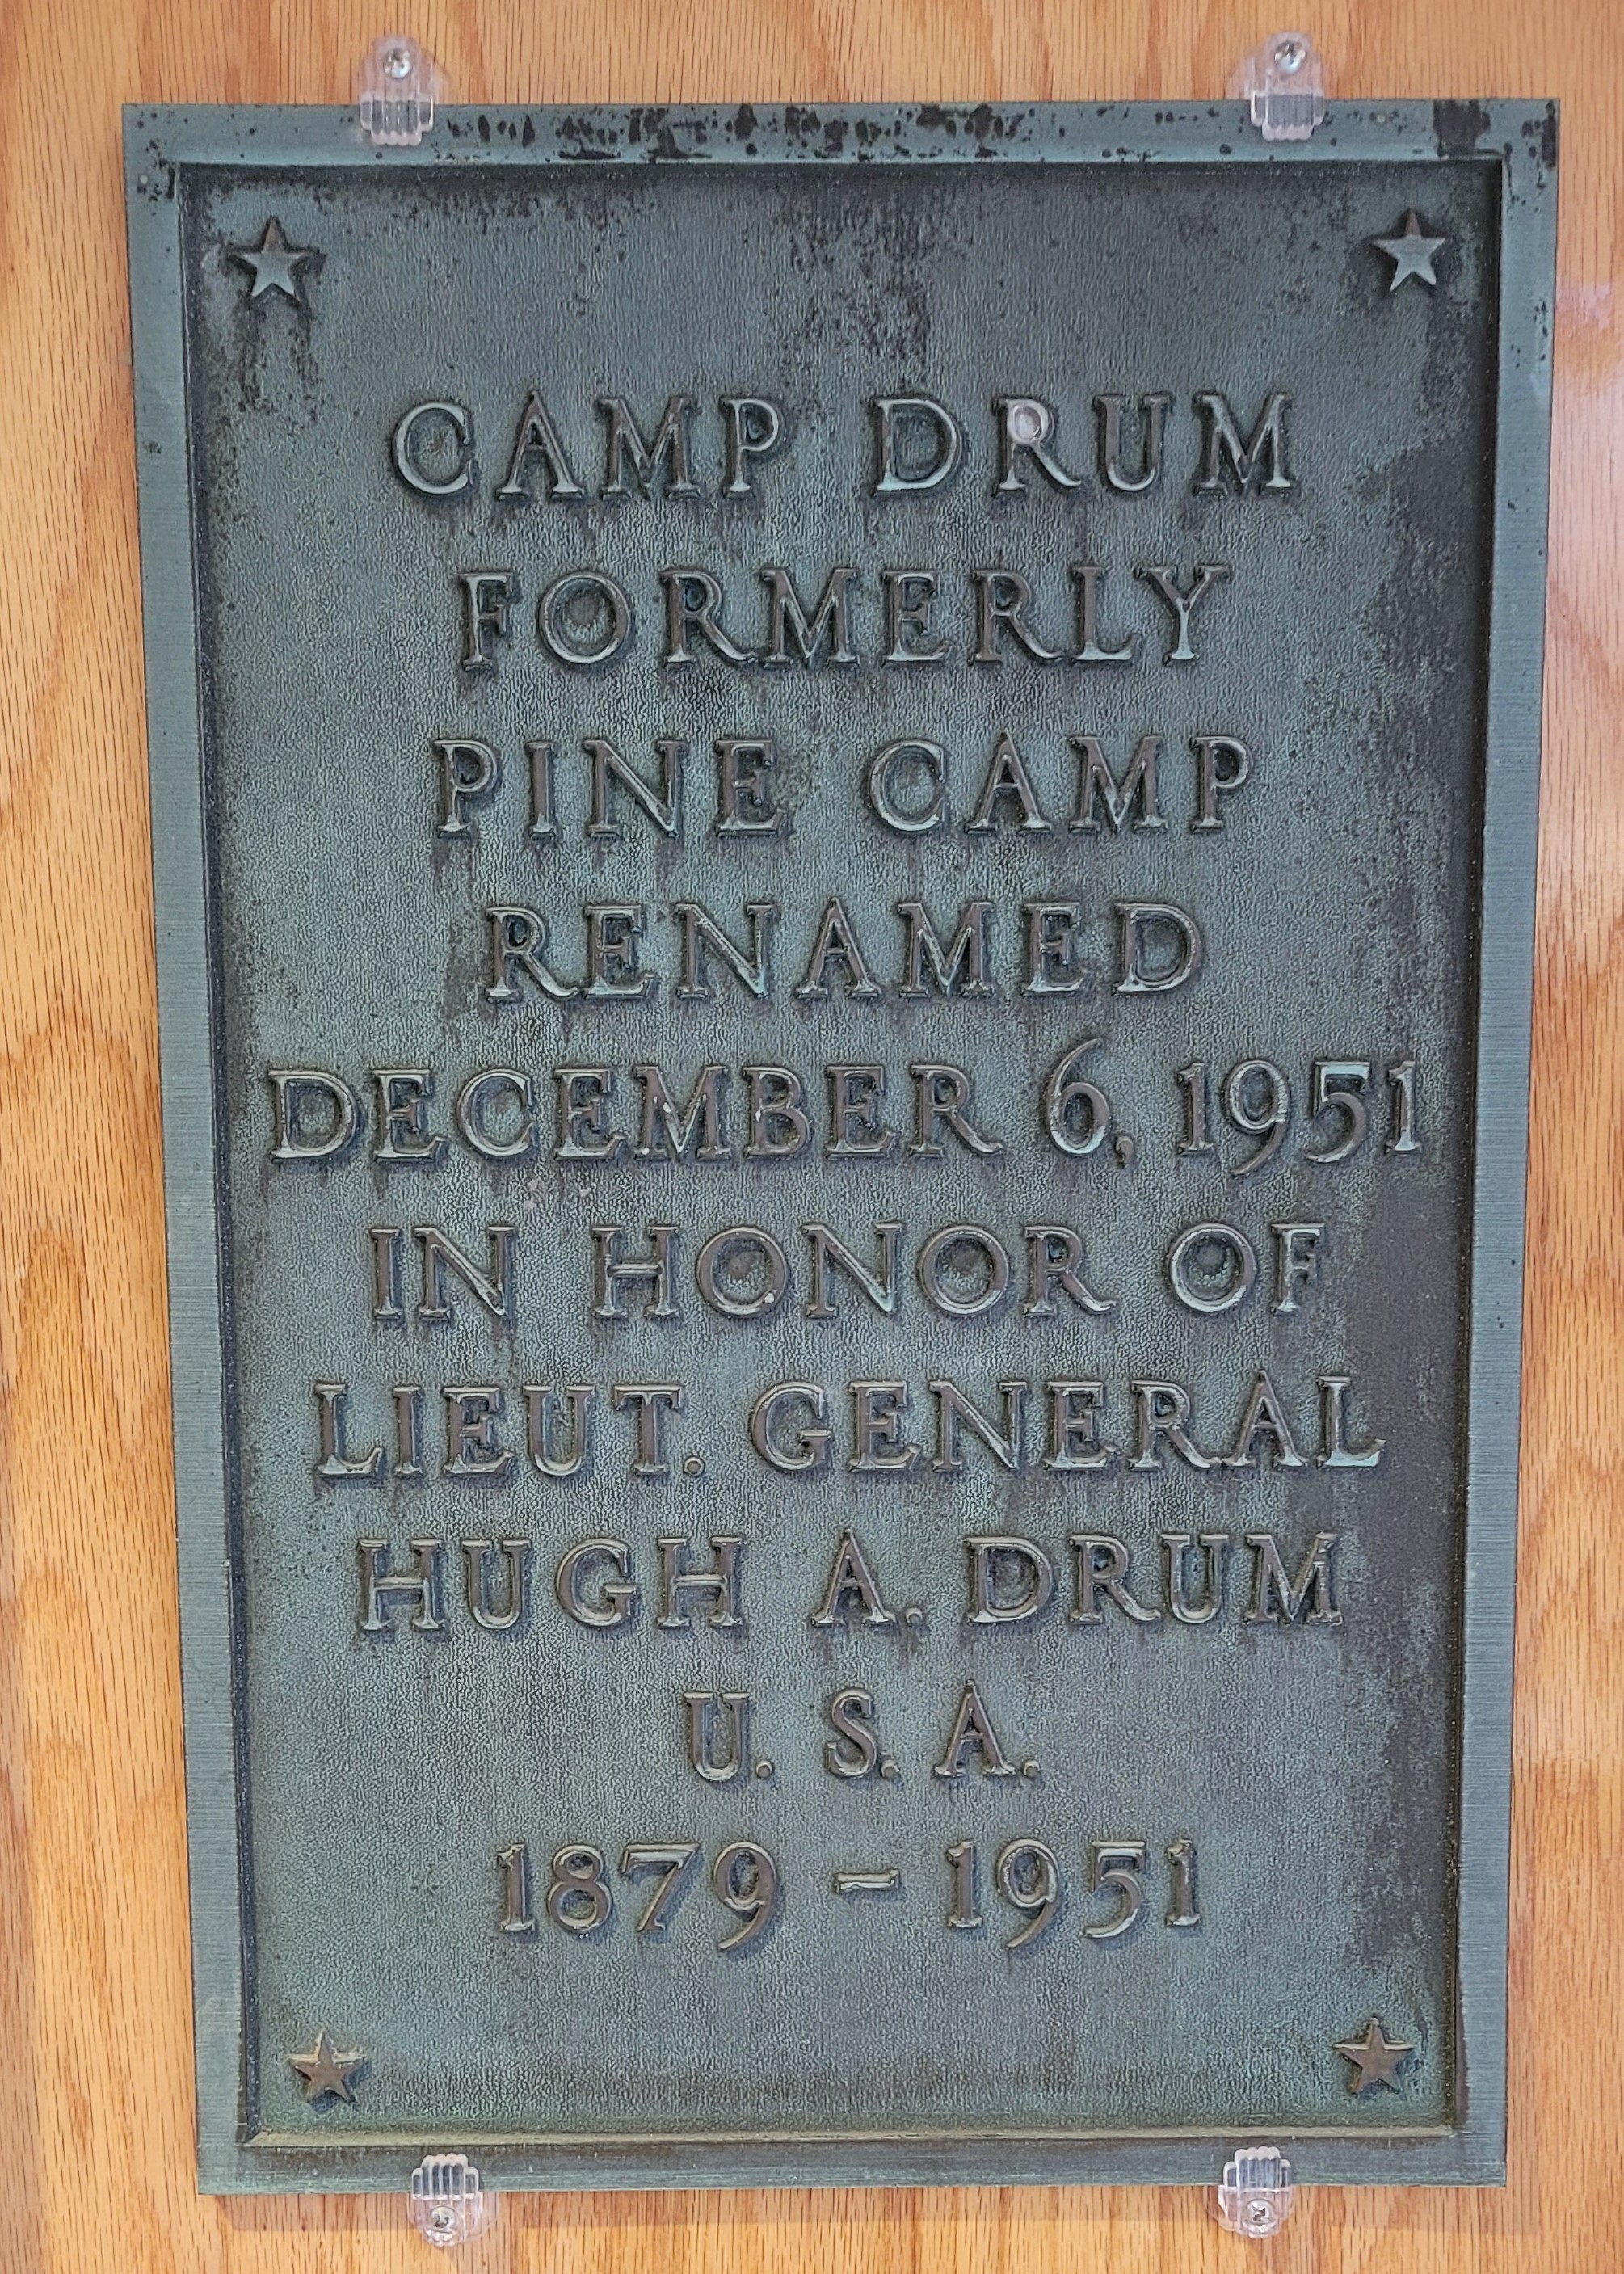 CAMP DRUM
FORMERLY
PINE CAMP
RENAMED
DECEMBER 6, 1951
IN HONOR OF
LIEUT. GENERAL
HUGH A. DRUM
U. S. A.
1879 - 1951